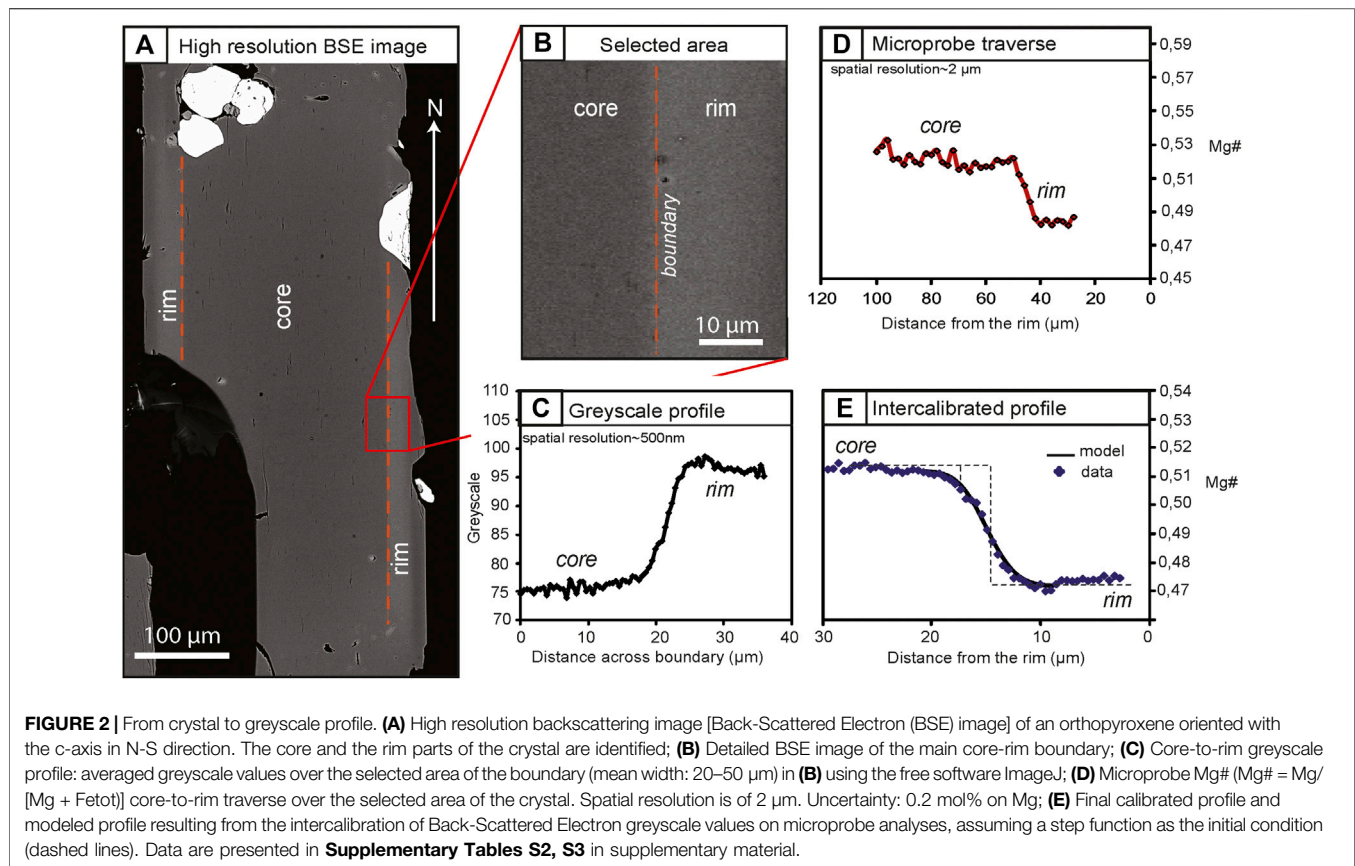 A High resolution BSE image
N
rim
core
rim
100 µm
B Selected area
core
rim
boundary
10 µm
C Greyscale profile
spatial resolution~500nm
110
105
100
95
90
85
80
75
70
Greyscale
core
rim
0 10 20 30 40
Distance across boundary (µm)
D Microprobe traverse
spatial resolution~2 µm
core
rim
0,59
0,57
0,55
0,53
0,51
0,49
0,47
0,45
Mg#
120 100 80 60 40 20 0
Distance from the rim (µm)
E Intercalibrated profile
core
model
data
rim
0,54
0,53
0,52
0,51
0,50
0,49
0,48
0,47
Mg#
30 20 10 0
Distance from the rim (µm)
FIGURE 2 | From crystal to greyscale profile. (A) High resolution backscattering image [Back-Scattered Electron (BSE) image] of an orthopyroxene oriented with
the c-axis in N-S direction. The core and the rim parts of the crystal are identified; (B) Detailed BSE image of the main core-rim boundary; (C) Core-to-rim greyscale
profile: averaged greyscale values over the selected area of the boundary (mean width: 20–50 µm) in (B) using the free software ImageJ; (D) Microprobe Mg# (Mg# = Mg/
[Mg + Fetot)] core-to-rim traverse over the selected area of the crystal. Spatial resolution is of 2 µm. Uncertainty: 0.2 mol% on Mg; (E) Final calibrated profile and
modeled profile resulting from the intercalibration of Back-Scattered Electron greyscale values on microprobe analyses, assuming a step function as the initial condition
(dashed lines). Data are presented in Supplementary Tables S2, S3 in supplementary material.